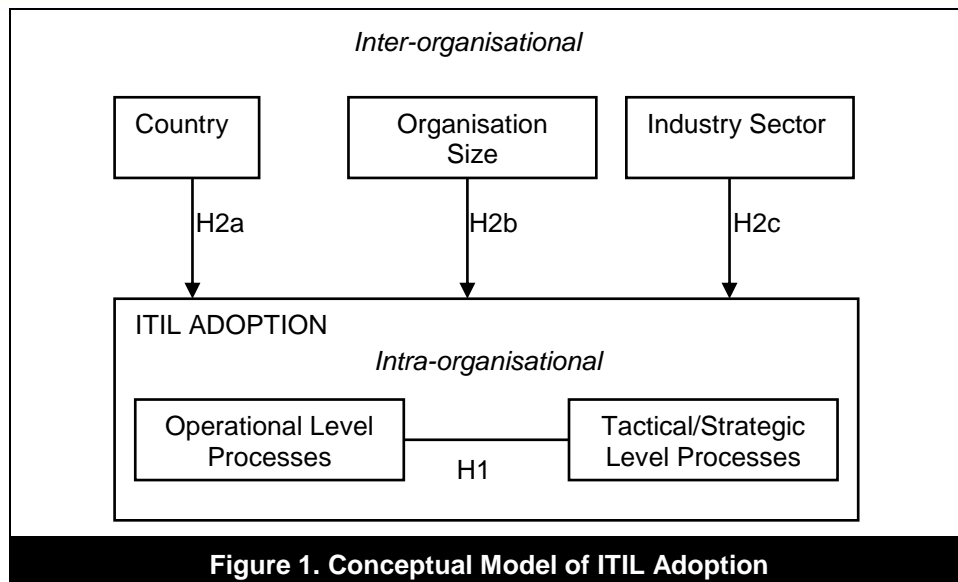 Inter-organisational
Country
Organisation
Size
Industry Sector
H2a
H2b
H2c
ITIL ADOPTION
Intra-organisational
Operational Level
Processes
Tactical/Strategic
Level Processes
H1
Figure 1. Conceptual Model of ITIL Adoption